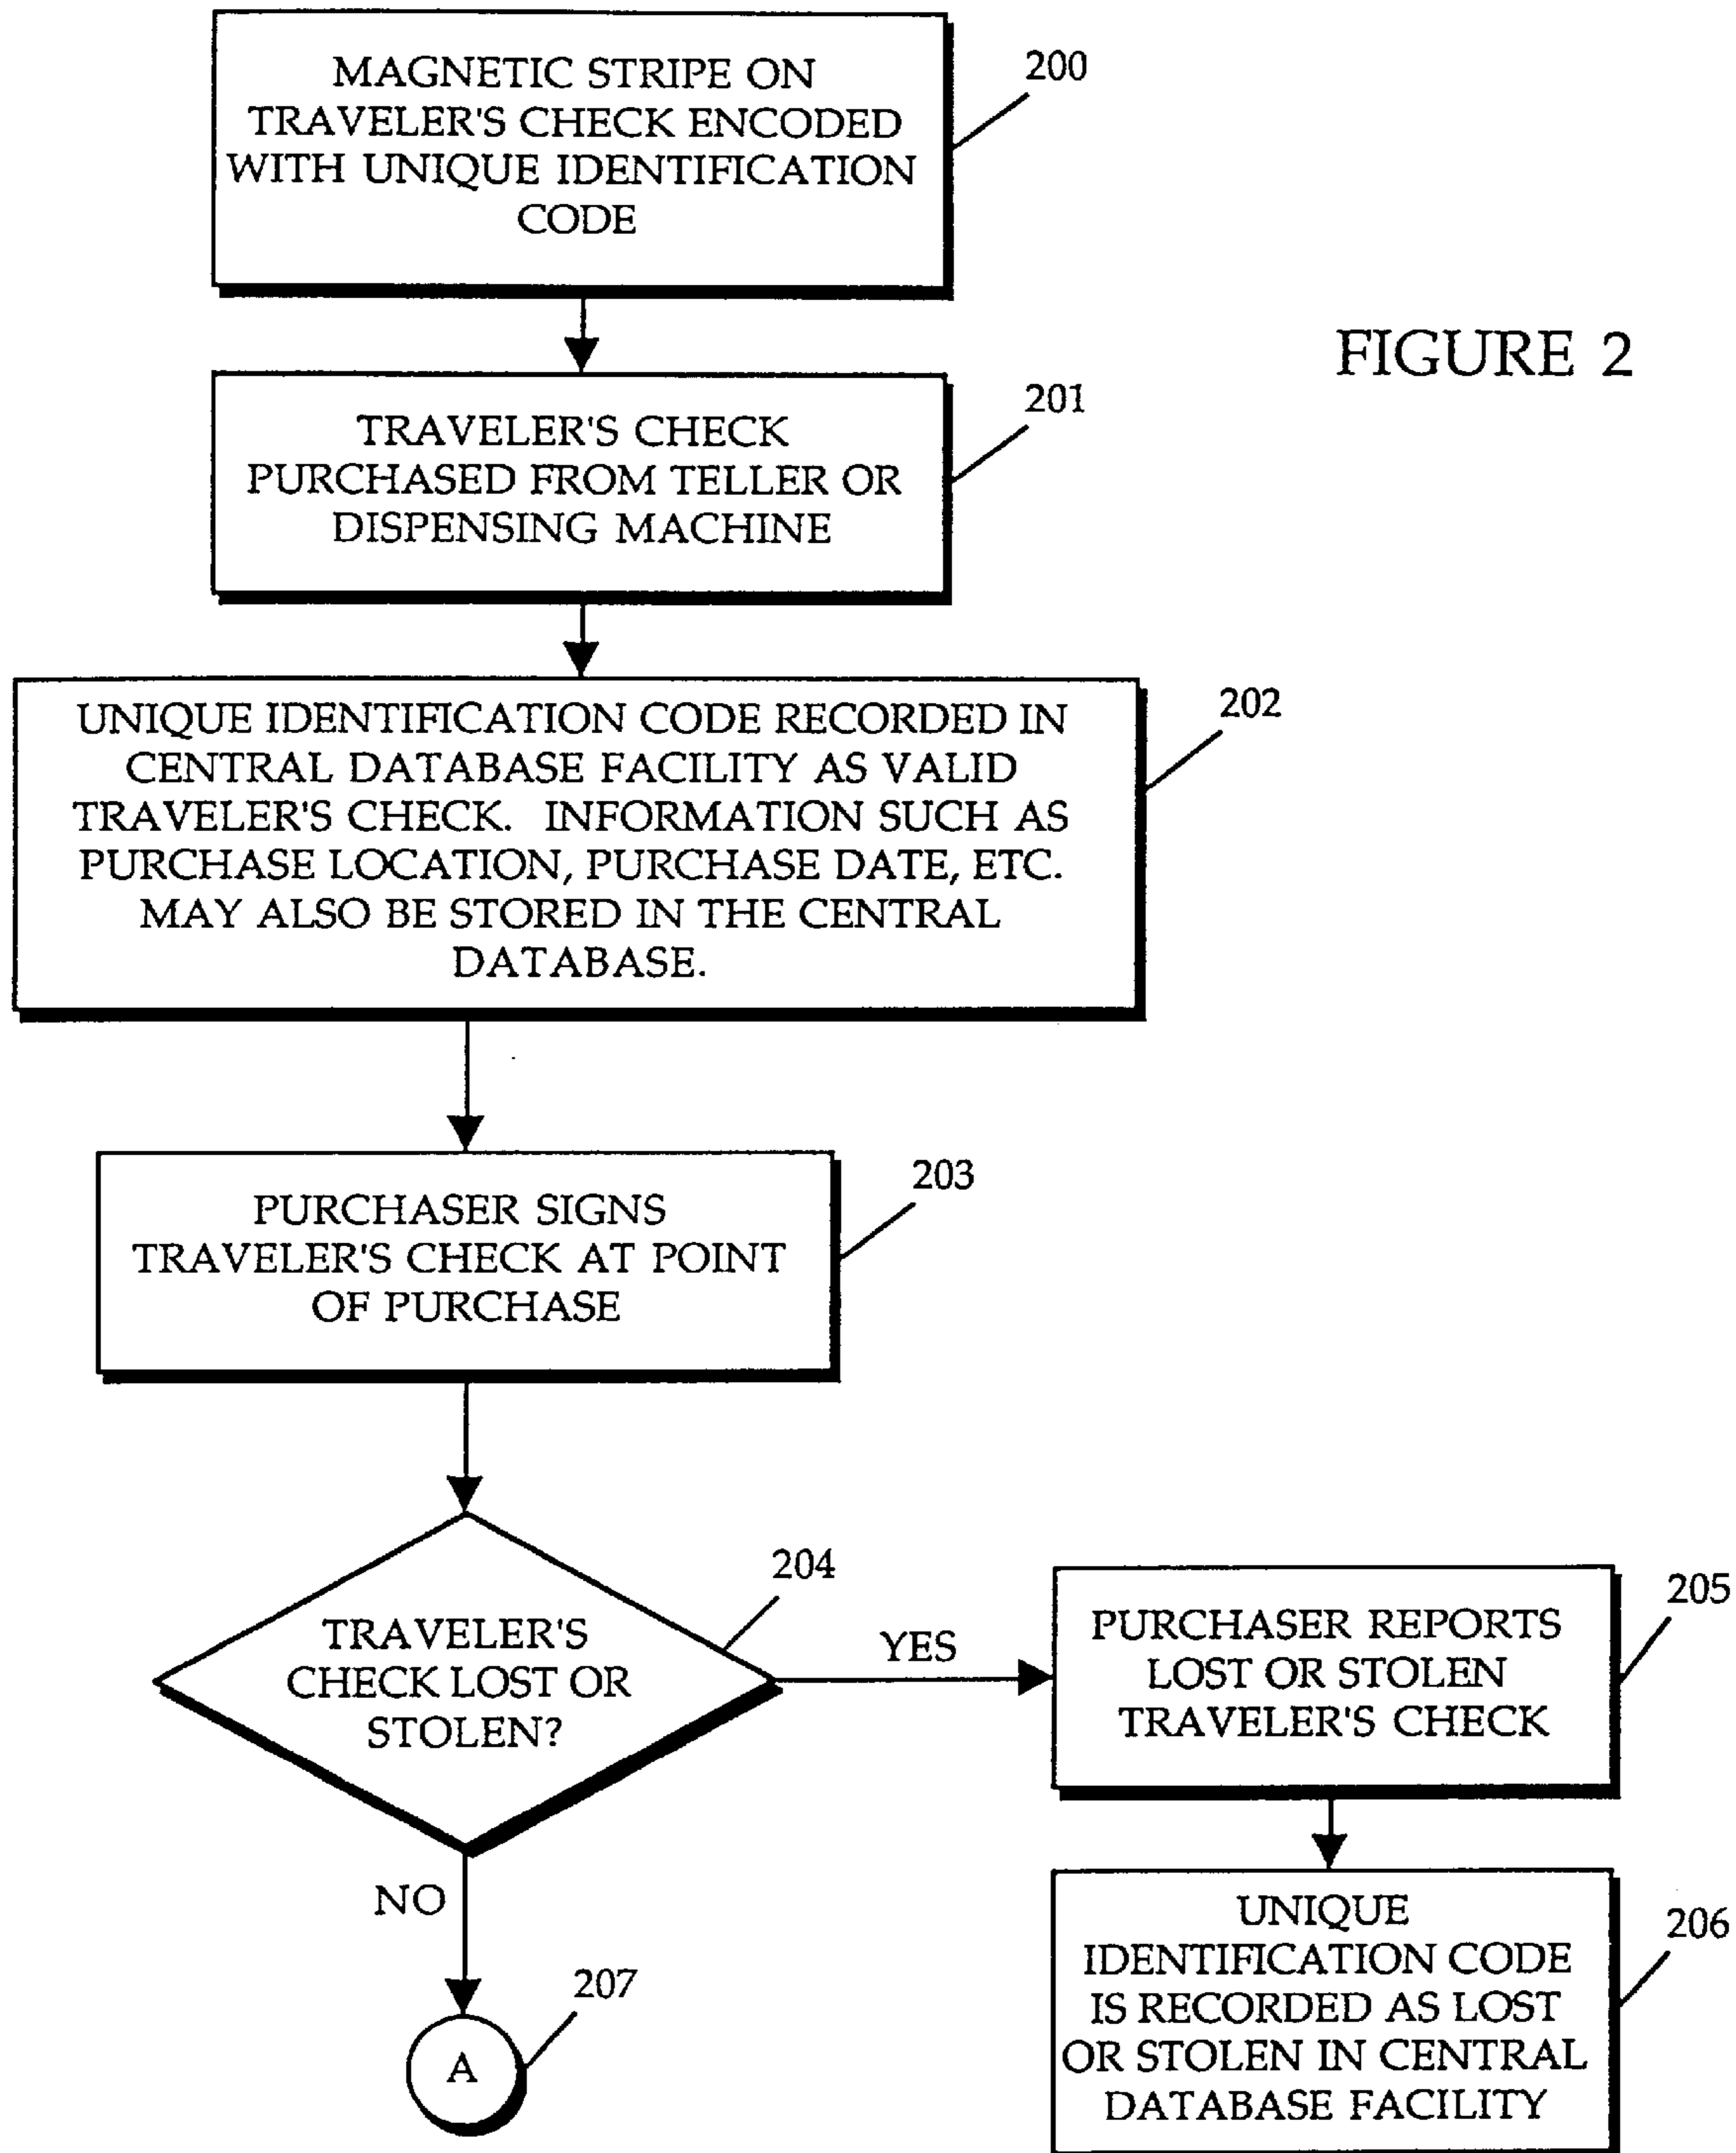 MAGNETIC STRIPE ON
TRAVELER'S CHECK ENCODED
WITH UNIQUE IDENTIFICATION
CODE
200
FIGURE 2
TRAVELER'S CHECK
PURCHASED FROM TELLER OR
DISPENSING MACHINE
201
UNIQUE IDENTIFICATION CODE RECORDED IN
CENTRAL DATABASE FACILITY AS VALID
TRAVELER'S CHECK. INFORMATION SUCH AS
PURCHASE LOCATION, PURCHASE DATE, ETC.
MAY ALSO BE STORED IN THE CENTRAL
DATABASE.
202
PURCHASER SIGNS
TRAVELER'S CHECK AT POINT
OF PURCHASE
203
TRAVELER'S
CHECK LOST OR
STOLEN?
204
YES
PURCHASER REPORTS
LOST OR STOLEN
TRAVELER'S CHECK
205
NO
UNIQUE
IDENTIFICATION CODE
IS RECORDED AS LOST
OR STOLEN IN CENTRAL
DATABASE FACILITY
206
A
207